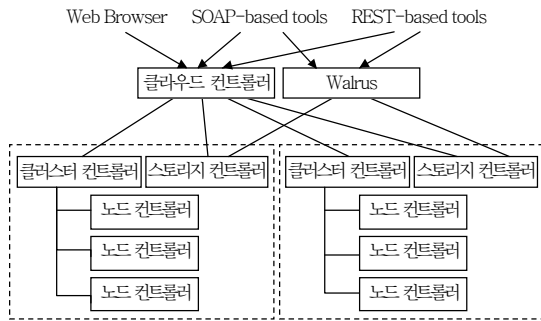 Web Browser SOAP-based tools REST-based tools
클라우드 컨트롤러 Walrus
클러스터 컨트롤러 스토리지 컨트롤러 클러스터 컨트롤러 스토리지 컨트롤러
노드 컨트롤러 노드 컨트롤러
노드 컨트롤러 노드 컨트롤러
노드 컨트롤러 노드 컨트롤러